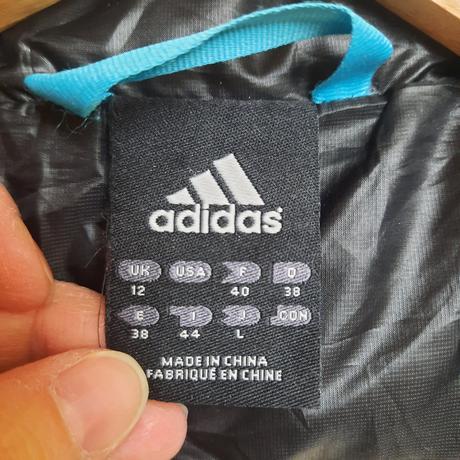 adidas
UK USA F D
12 40 38
E I J CON
38 44 L
MADE IN CHINA
FABRIQUÉ EN CHINE